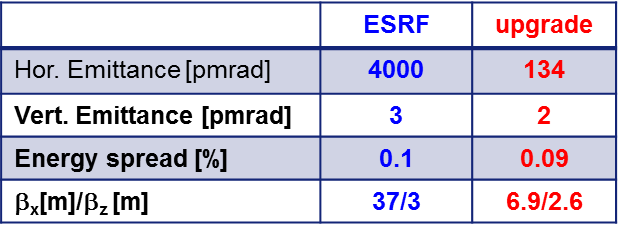 ESRF upgrade
Hor. Emittance [pmrad] 4000 134
Vert. Emittance [pmrad] 3 2
Energy spread [%] 0.1 0.09
βx[m]/βz [m] 37/3 6.9/2.6